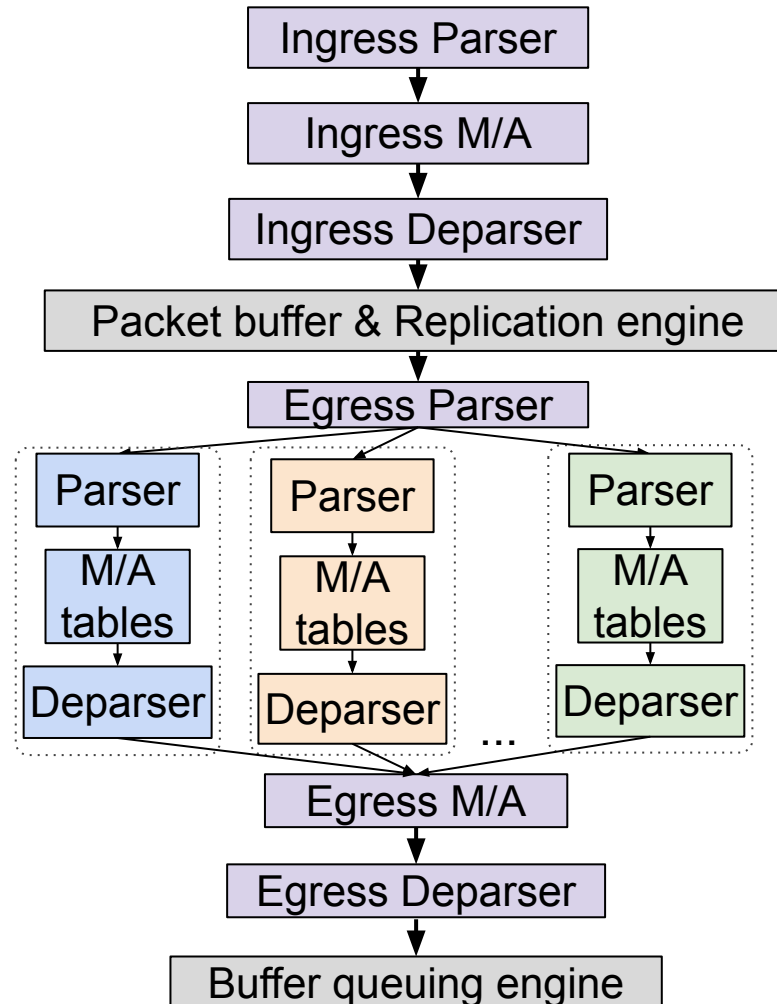 Ingress Parser
Ingress M/A
Ingress Deparser
Packet buffer & Replication engine
Egress Parser
Parser
M/A
tables
Deparser
Parser
M/A
tables
Deparser
...
Parser
M/A
tables
Deparser
Egress M/A
Egress Deparser
Buffer queuing engine